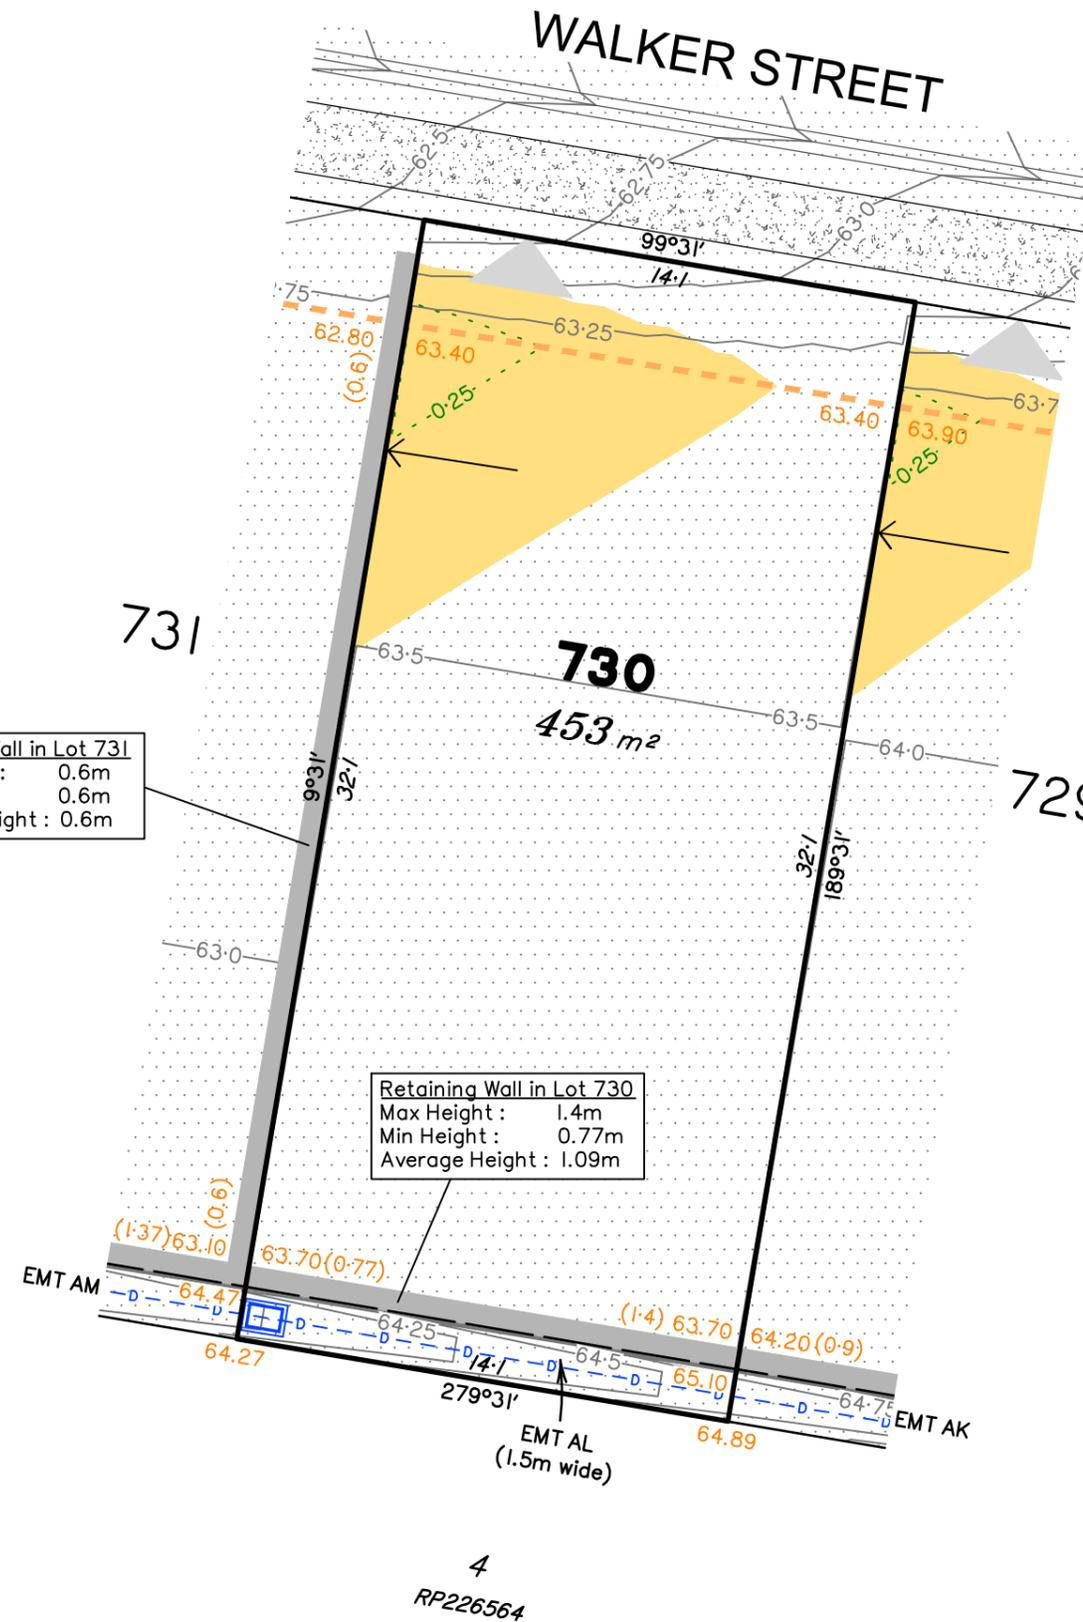 WALKER STREET
62·5
62·75
63·0
99°31'
14·1
·75
63·25
62.80
(0.6)
63.40
-0·25
63.40
63·7
63.90
-0·25
731
63·5
730
453 m²
63·5
64·0
729
all in Lot 731
: 0.6m
0.6m
ight : 0.6m
9°31'
32·1
32·1
189°31'
63·0
Retaining Wall in Lot 730
Max Height : 1.4m
Min Height : 0.77m
Average Height : 1.09m
(0.6)
(1·37)63.10
63.70(0·77)
(1·4) 63.70
64.20(0·9)
EMT AM
D
D
64.47
64·25
D
D
64·5
D
D
65.10
D
D
64·75
D
EMT AK
64.27
14·1
279°31'
64.89
EMT AL
(1.5m wide)
4
RP226564